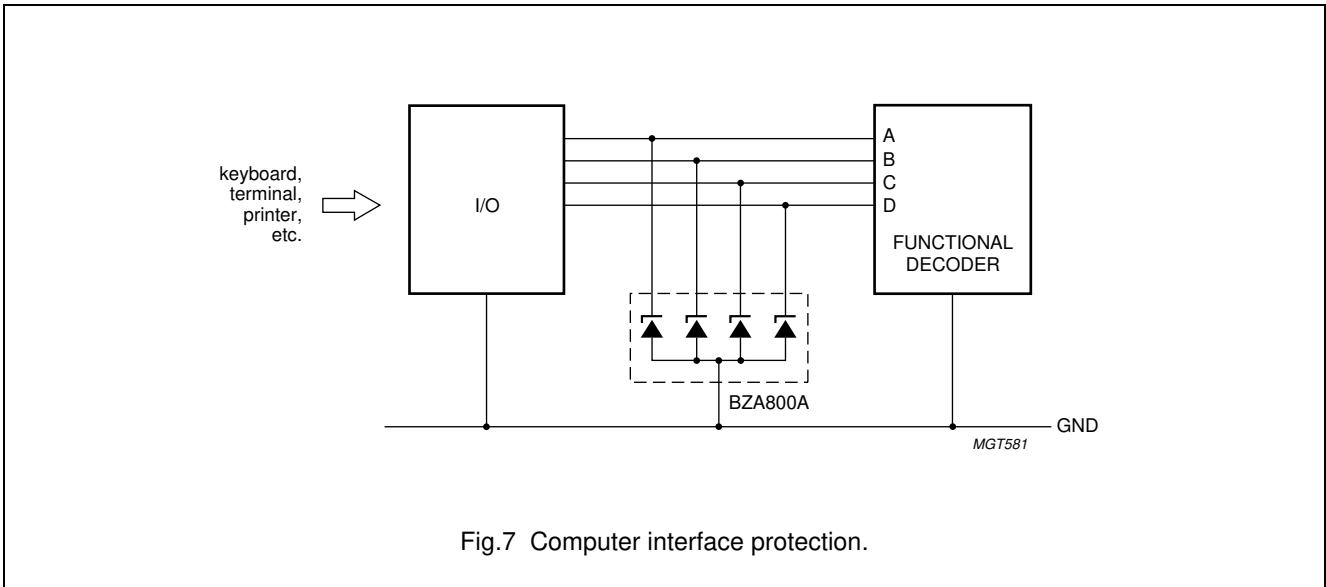 keyboard,
terminal,
printer,
etc.
I/O
A
B
C
D
FUNCTIONAL
DECODER
BZA800A
GND
MGT581
Fig.7 Computer interface protection.